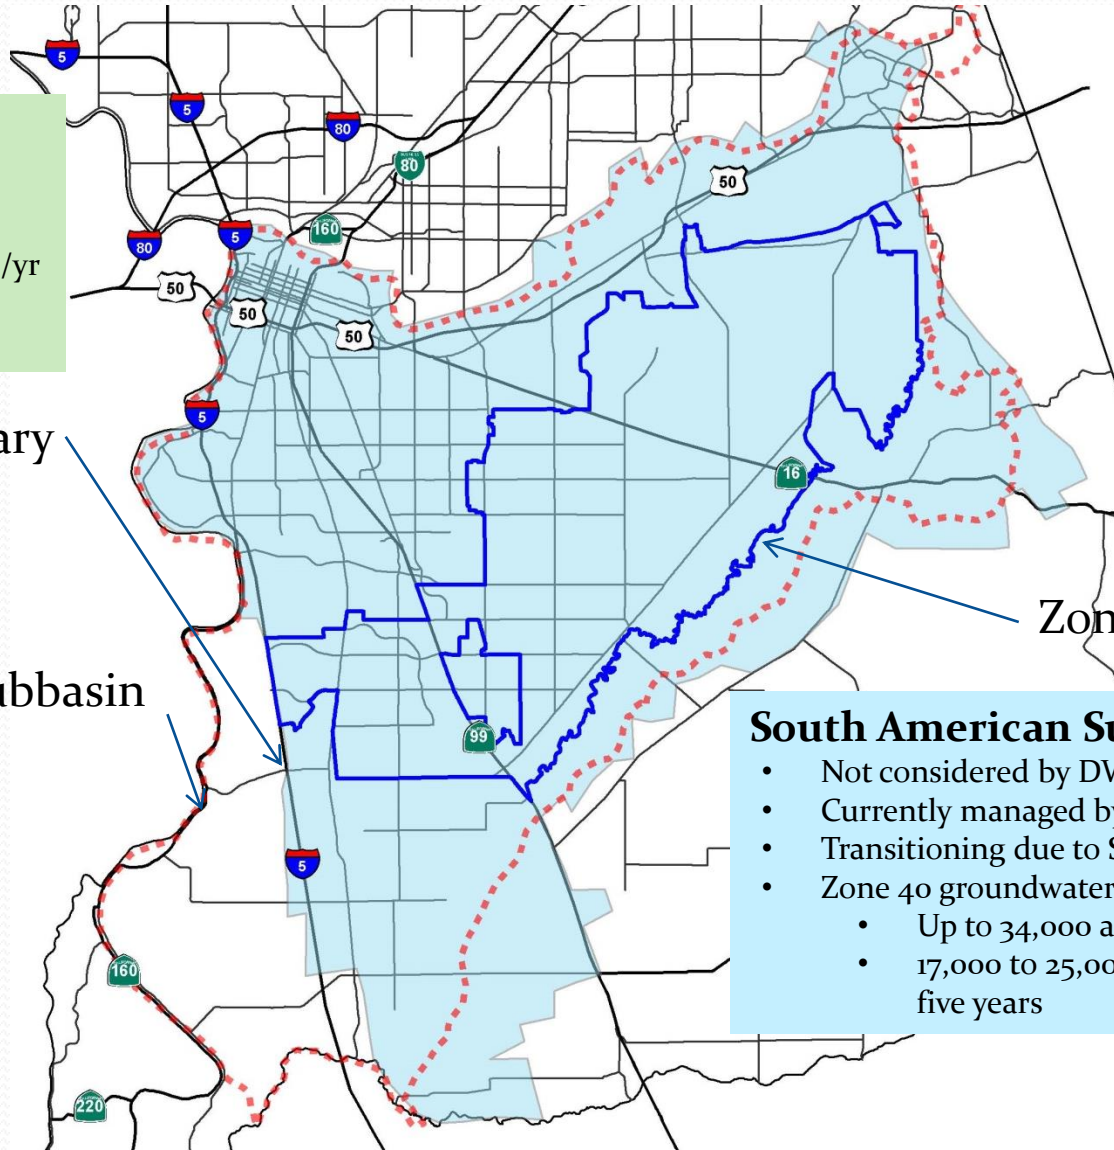 5
5
80
BUSINESS
80
50
160
5
80
/yr
50
50
50
5
ary
16
Zon
ubbasin
99
South American Su
• Not considered by DW
• Currently managed by
• Transitioning due to S
• Zone 40 groundwater
• Up to 34,000 a
• 17,000 to 25,00
five years
5
160
220